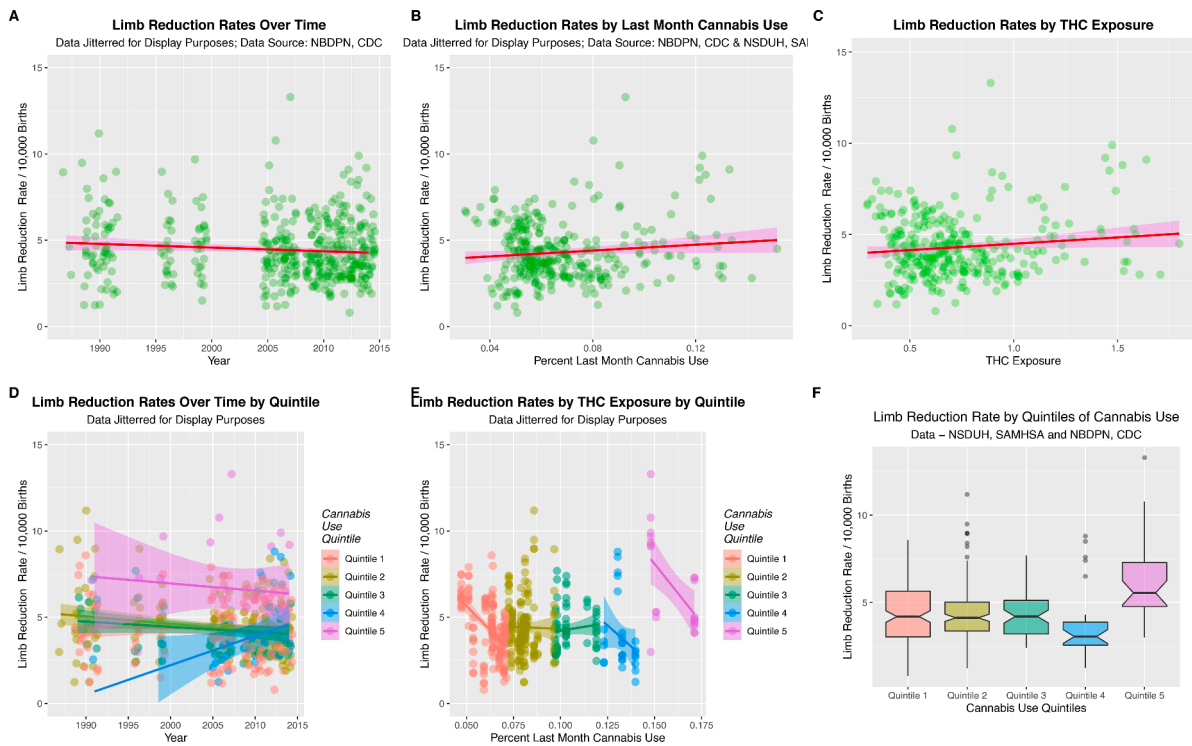 A
Limb Reduction Rates Over Time
Data Jittered for Display Purposes; Data Source: NBDPN, CDC
Limb Reduction Rate / 10,000 Births
15
10
5
0
1990
1995
2000
2005
2010
2015
Year
B
Limb Reduction Rates by Last Month Cannabis Use
Data Jittered for Display Purposes; Data Source: NBDPN, CDC & NSDUH, SAI
Limb Reduction Rate / 10,000 Births
15
10
5
0
0.04
0.08
0.12
Percent Last Month Cannabis Use
C
Limb Reduction Rates by THC Exposure
Limb Reduction Rate / 10,000 Births
15
10
5
0
0.5
1.0
1.5
THC Exposure
D
Limb Reduction Rates Over Time by Quintile
Data Jittered for Display Purposes
Limb Reduction Rate / 10,000 Births
15
10
5
0
1990
1995
2000
2005
2010
2015
Year
Cannabis
Use
Quintile
Quintile 1
Quintile 2
Quintile 3
Quintile 4
Quintile 5
E
Limb Reduction Rates by THC Exposure by Quintile
Data Jittered for Display Purposes
Limb Reduction Rate / 10,000 Births
15
10
5
0
0.050
0.075
0.100
0.125
0.150
0.175
Percent Last Month Cannabis Use
Cannabis
Use
Quintile
Quintile 1
Quintile 2
Quintile 3
Quintile 4
Quintile 5
F
Limb Reduction Rate by Quintiles of Cannabis Use
Data – NSDUH, SAMHSA and NBDPN, CDC
Limb Reduction Rate / 10,000 Births
10
5
Quintile 1
Quintile 2
Quintile 3
Quintile 4
Quintile 5
Cannabis Use Quintiles